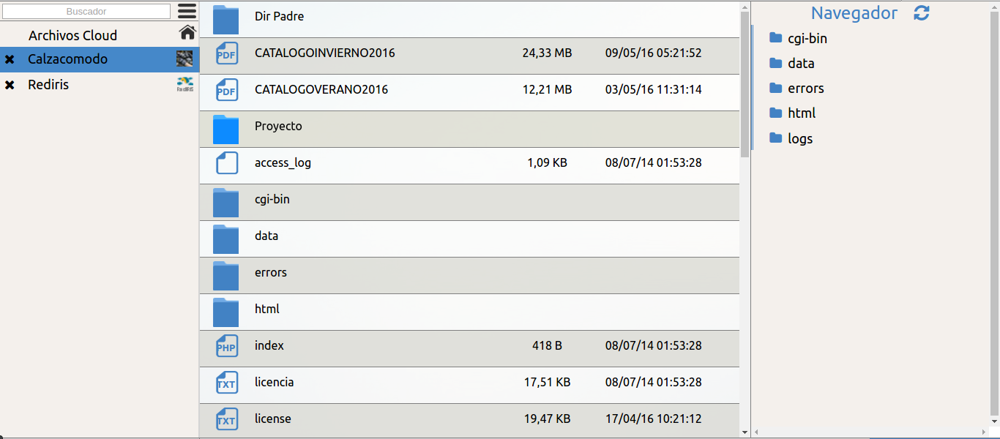 Buscador
Archivos Cloud
Calzacomodo
Rediris
Dir Padre
PDF CATALOGOINVIERNO2016 24,33 MB 09/05/16 05:21:52
PDF CATALOGOVERANO2016 12,21 MB 03/05/16 11:31:14
Proyecto
access_log 1,09 KB 08/07/14 01:53:28
cgi-bin
data
errors
html
PHP index 418 B 08/07/14 01:53:28
TXT licencia 17,51 KB 08/07/14 01:53:28
TXT license 19,47 KB 17/04/16 10:21:12
Navegador
cgi-bin
data
errors
html
logs